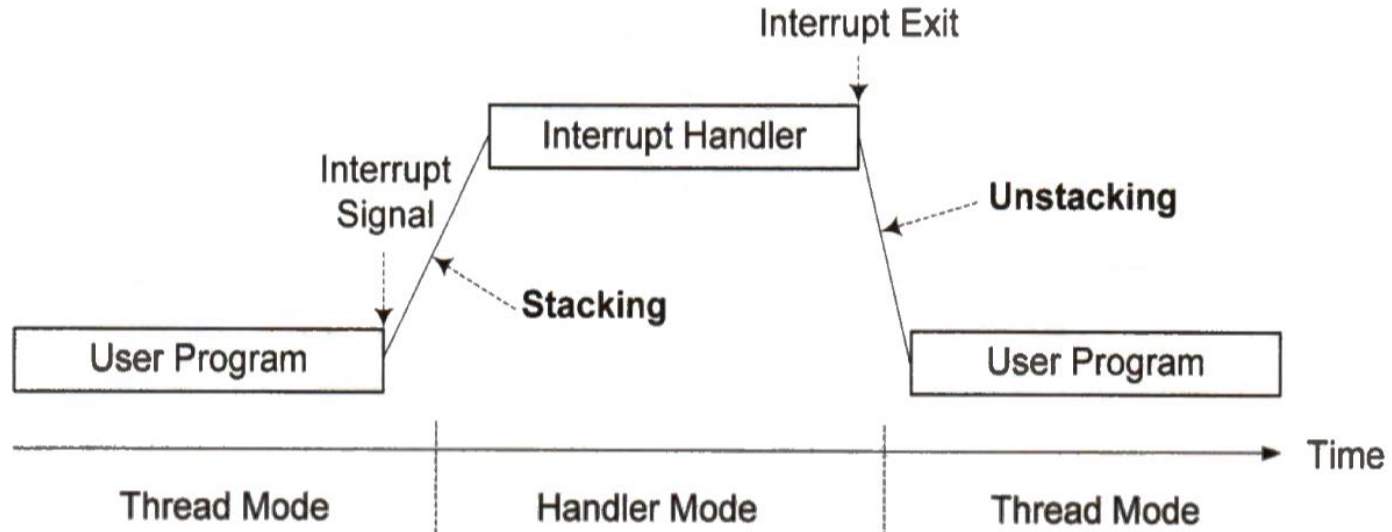 Interrupt Exit
Interrupt Handler
Interrupt
Signal
Unstacking
Stacking
User Program
User Program
Time
Thread Mode
Handler Mode
Thread Mode